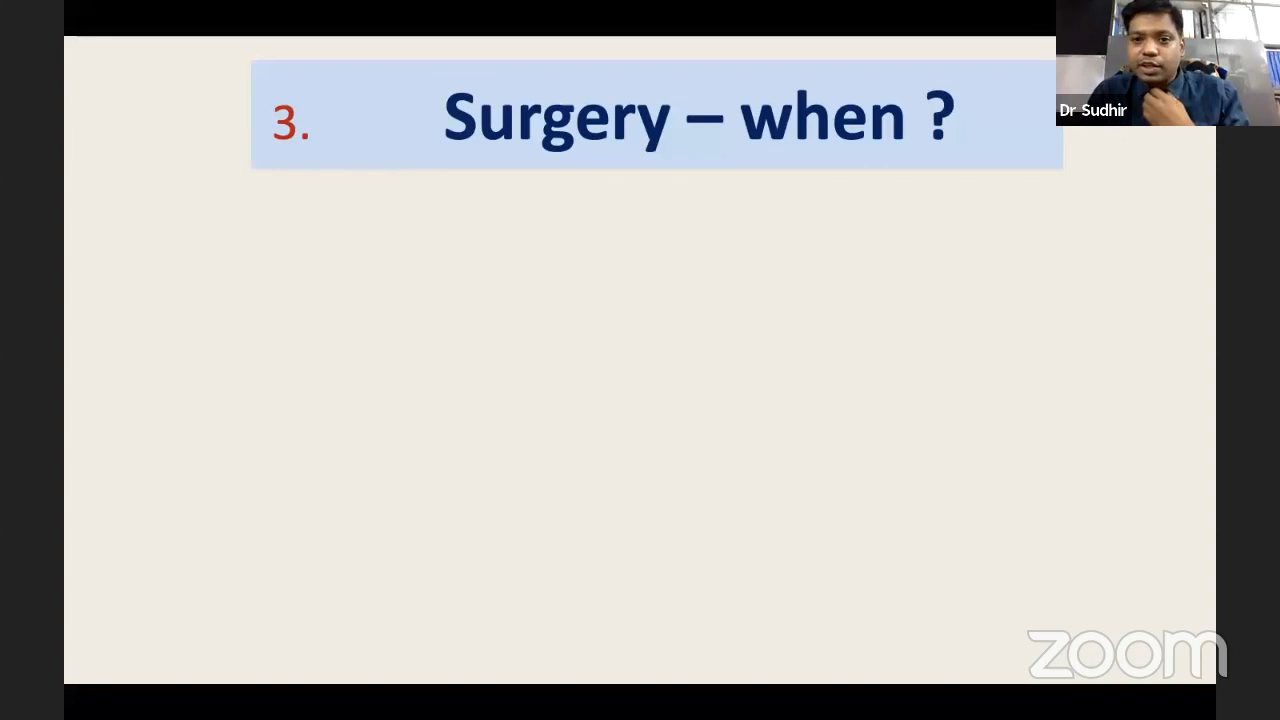 3. Surgery – when ?
Dr Sudhir
zoom